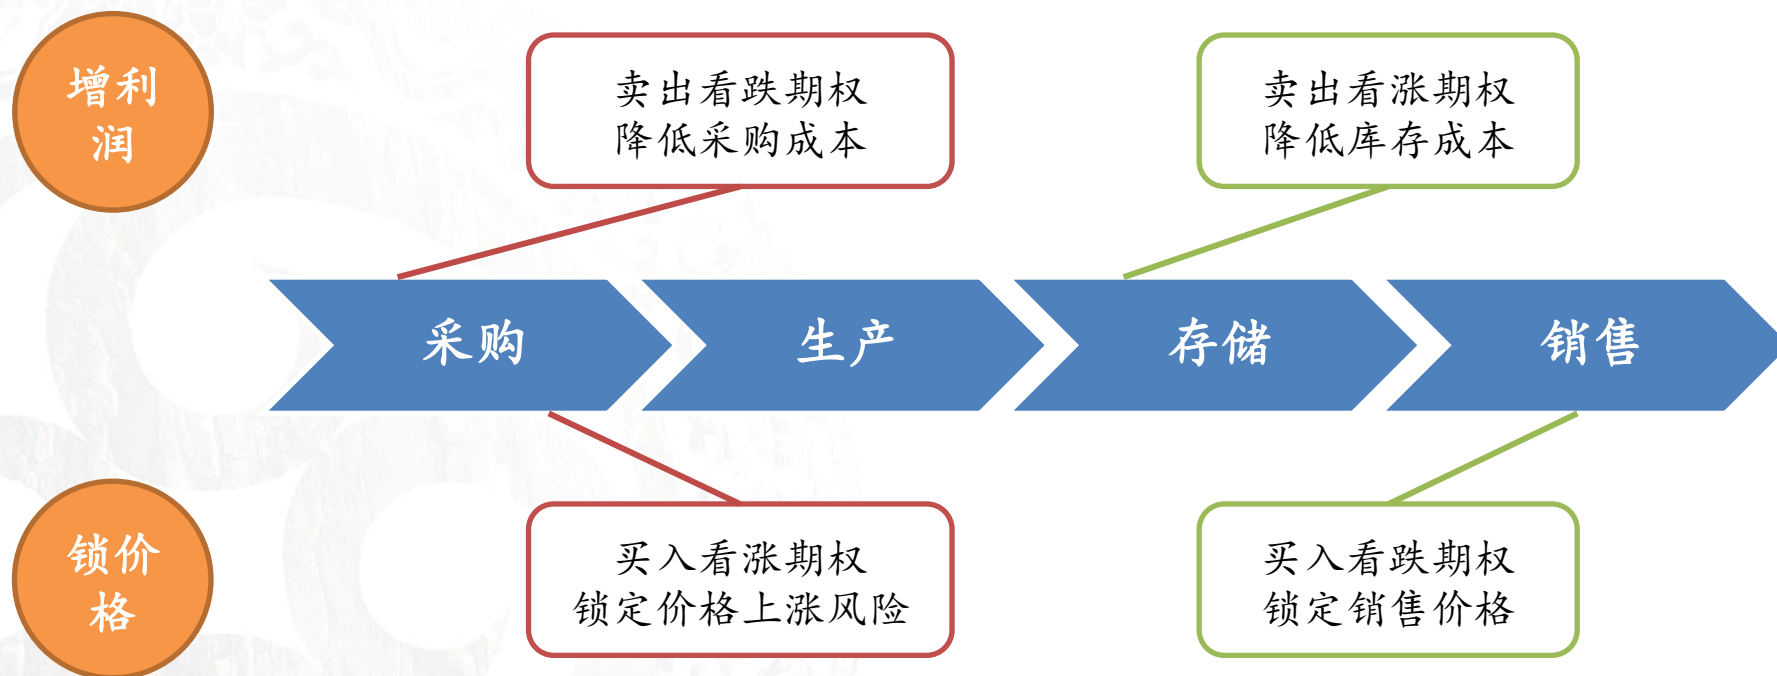 增利
润
卖出看跌期权
降低采购成本
卖出看涨期权
降低库存成本
采购
生产
存储
销售
锁价
格
买入看涨期权
锁定价格上涨风险
买入看跌期权
锁定销售价格